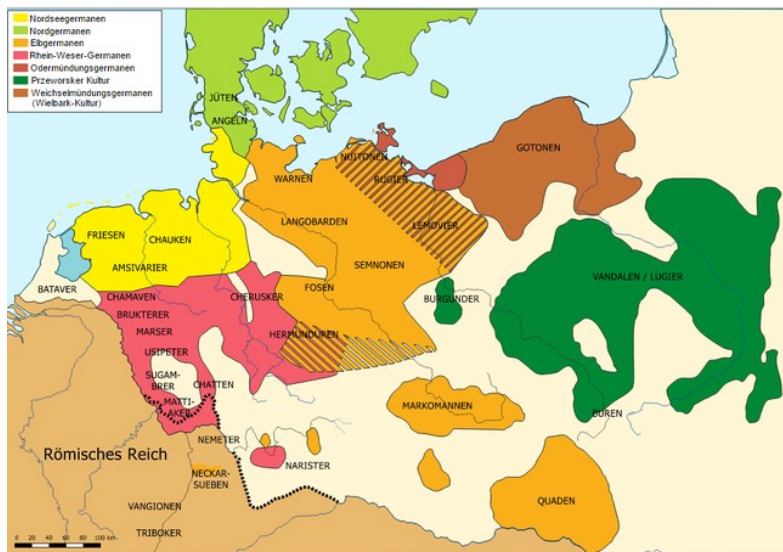 Nordseegermanen
Nordgermanen
Elbgermanen
Rhein-Weser-Germanen
Odermündungsgermanen
Przeworsker Kultur
Weichselmündungsgermanen
(Wielbark-Kultur)
JÜTEN
ANGELN
NUITONEN
GOTONEN
WARNEN
RUGIER
LANGOBARDEN
LEMOVIER
FRIESEN
CHAUKEN
AMSIVARIER
SEMNONEN
BATAVER
CHAMAVEN
CHERUSKER
FOSEN
BURGUNDER
VANDALEN / LUGIER
BRUKTERER
MARSER
HERMUNDUREN
USIPETER
SUGAM-
BRER
CHATTEN
MATTI-
AKER
MARKOMANNEN
BUREN
NEMETER
Römisches Reich
NARISTER
NECKAR-
SUEBEN
QUADEN
VANGIONEN
TRIBOKER
0 20 40 60 80 100 km.